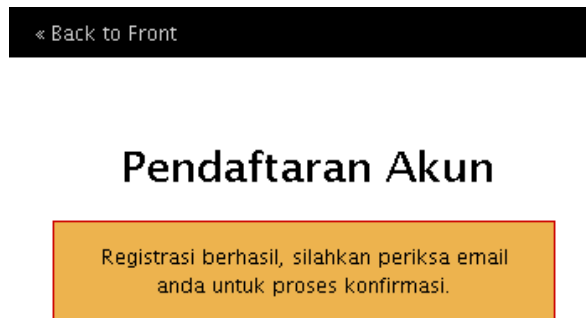 « Back to Front
Pendaftaran Akun
Registrasi berhasil, silahkan periksa email
anda untuk proses konfirmasi.